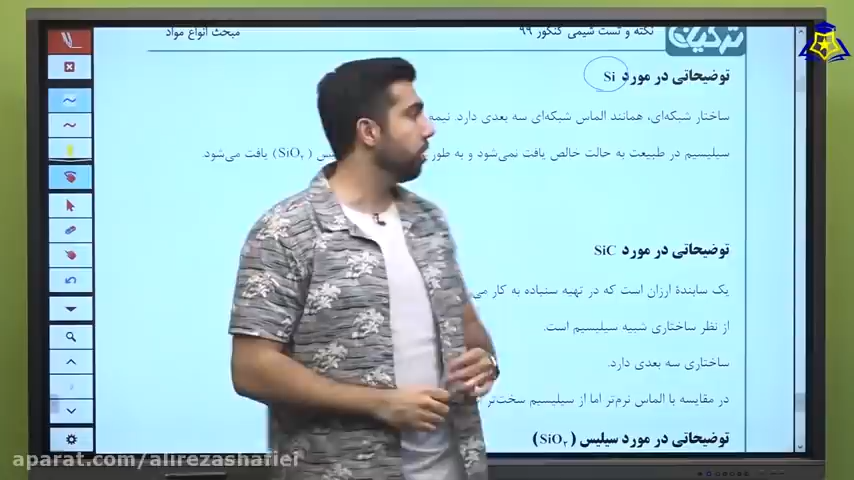 نکته و تست شیمی کنکور ۹۹
مبحث انواع مواد
ترکیان
توضیحاتی در مورد Si
ساختار شبکه‌ای، همانند الماس شبکه‌ای سه بعدی دارد. نیمه
سیلیسیم در طبیعت به حالت خالص یافت نمی‌شود و به طور (SiO₂) یافت می‌شود.
توضیحاتی در مورد SiC
یک سابندهٔ ارزان است که در تهیه سنباده به کار می
از نظر ساختاری شبیه سیلیسیم است.
ساختاری سه بعدی دارد.
در مقایسه با الماس نرم‌تر اما از سیلیسیم سخت‌تر
توضیحاتی در مورد سیلیس (SiO₂)
aparat.com/alirezashafiei